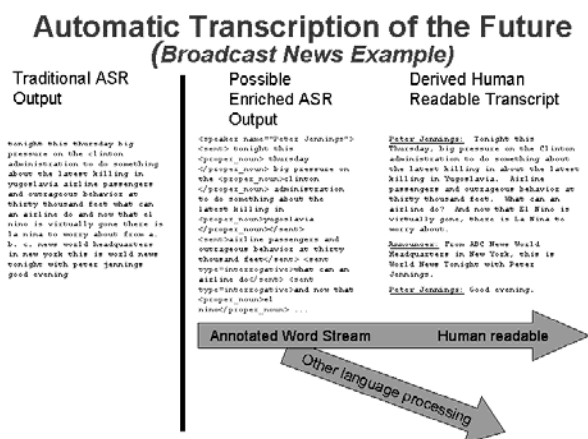 Automatic Transcription of the Future
(Broadcast News Example)
Traditional ASR
Output
tonight this thursday big
pressure on the clinton
administration to do something
about the latest killing in
yugoslavia airline passengers
and outrageous behavior at
thirty thousand feet what can
an airline do and now that el
nino is virtually gone there is
la nina to worry about from a.
b. c. news world headquarters
in new york this is world news
tonight with peter jennings
good evening
Possible
Enriched ASR
Output
<speaker name="Peter Jennings">
<sent> tonight this
<proper_noun> thursday
</proper_noun> big pressure on
the <proper_noun>clinton
</proper_noun> administration
to do something about the
latest killing in
<proper_noun>yugoslavia
</proper_noun></sent>
<sent>airline passengers and
outrageous behavior at thirty
thousand feet</sent> <sent
type=interrogative>what can an
airline do</sent> <sent
type=interrogative>and now that
<proper_noun>el
nino</proper_noun> ...
Derived Human
Readable Transcript
Peter Jennings: Tonight this
Thursday, big pressure on the Clinton
administration to do something about
the latest killing in about the latest
killing in Yugoslavia. Airline
passengers and outrageous behavior at
thirty thousand feet. What can an
airline do? And now that El Nino is
virtually gone, there is La Nina to
worry about.
Announcer: From ABC News World
Headquarters in New York, this is
World News Tonight with Peter
Jennings.
Peter Jennings: Good evening.
Annotated Word Stream
Human readable
Other language processing